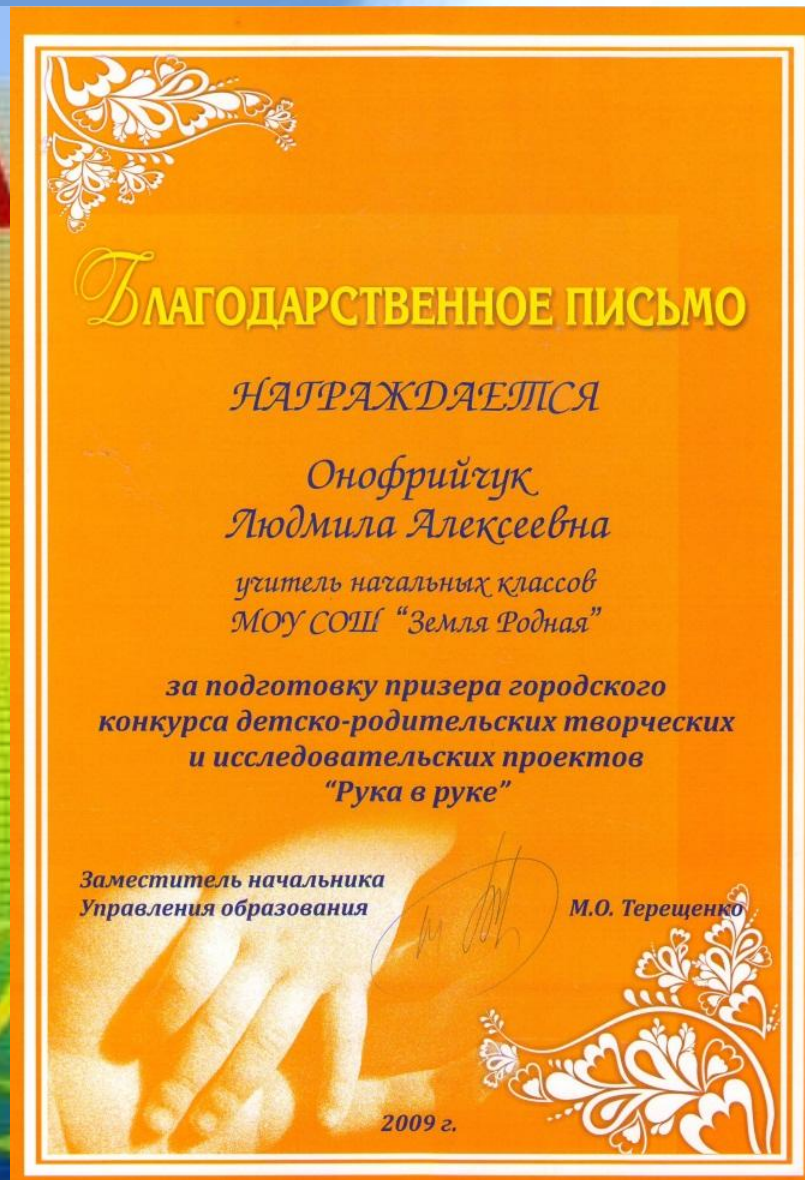 Благодарственное письмо
НАГРАЖДАЕТСЯ
Онофрийчук
Людмила Алексеевна
учитель начальных классов
МОУ СОШ “Земля Родная”
за подготовку призера городского
конкурса детско-родительских творческих
и исследовательских проектов
“Рука в руке”
Заместитель начальника
Управления образования
М.О. Терещенко
2009 г.